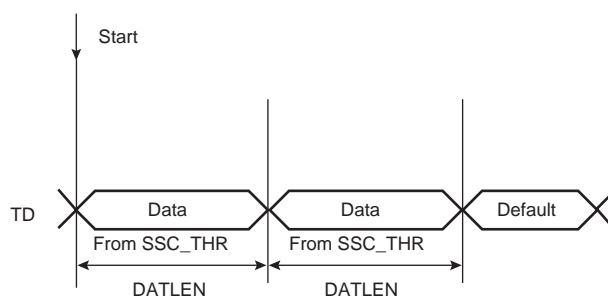 Start
TD
Data
Data
Default
From SSC_THR
From SSC_THR
DATLEN
DATLEN